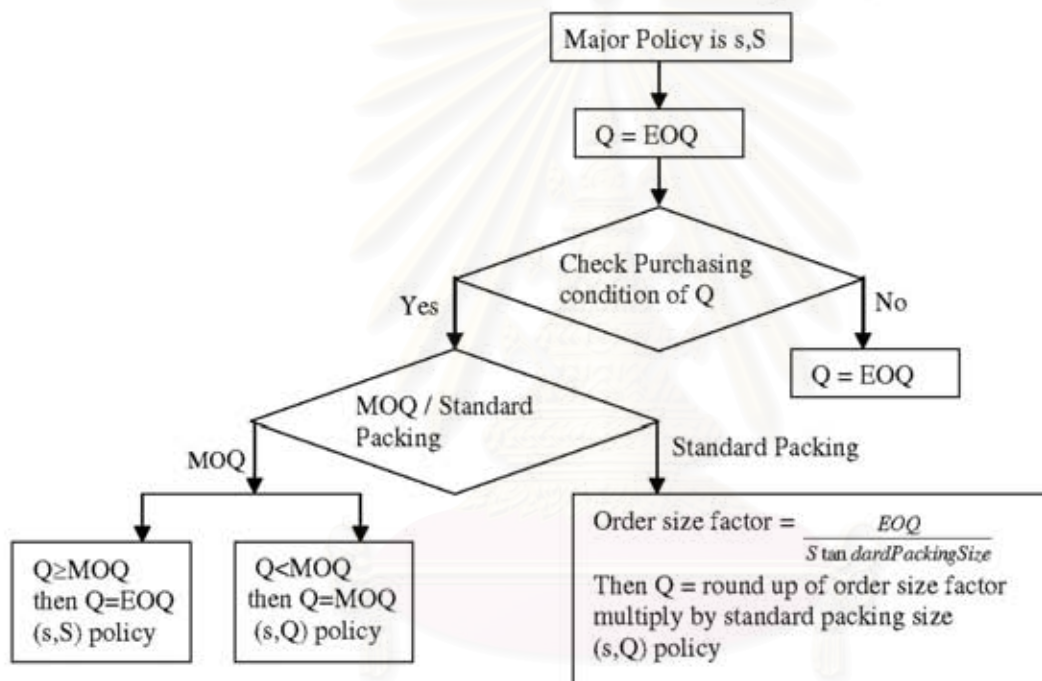 Major Policy is s,S
Q = EOQ
Check Purchasing
condition of Q
Yes
No
Q = EOQ
MOQ / Standard
Packing
MOQ
Standard Packing
Q≥MOQ
then Q=EOQ
(s,S) policy
Q<MOQ
then Q=MOQ
(s,Q) policy
Order size factor = EOQ / S tan dardPackingSize
Then Q = round up of order size factor
multiply by standard packing size
(s,Q) policy